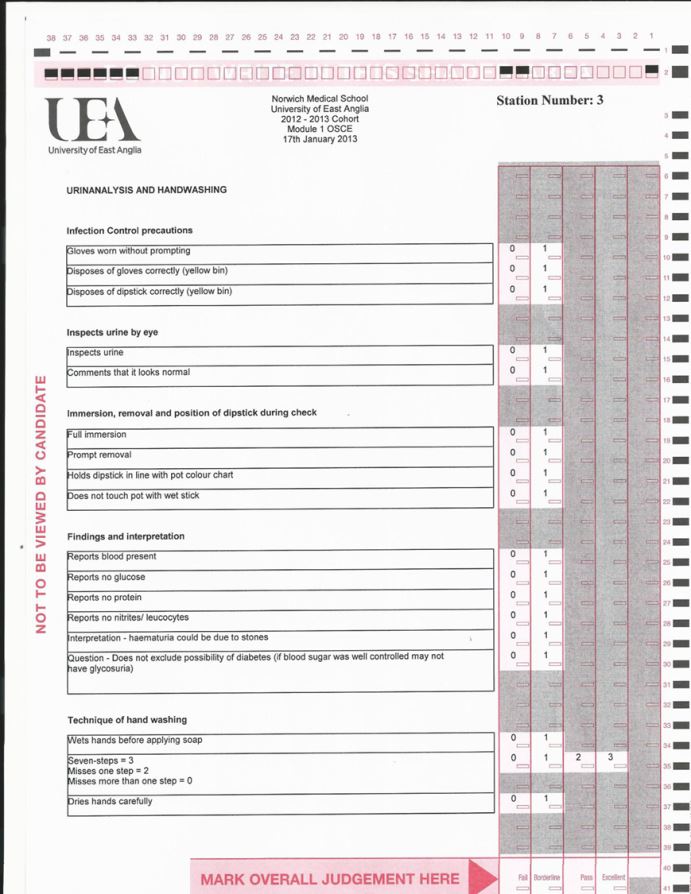 38 37 36 35 34 33 32 31 30 29 28 27 26 25 24 23 22 21 20 19 18 17 16 15 14 13 12 11 10 9 8 7 6 5 4 3 2 1
1
2
UEA
University of East Anglia
Norwich Medical School
University of East Anglia
2012 - 2013 Cohort
Module 1 OSCE
17th January 2013
Station Number: 3
3
4
5
6
URINANALYSIS AND HANDWASHING
7
8
Infection Control precautions
9
Gloves worn without prompting 0 1
10
Disposes of gloves correctly (yellow bin) 0 1
11
Disposes of dipstick correctly (yellow bin) 0 1
12
13
Inspects urine by eye
14
Inspects urine 0 1
15
Comments that it looks normal 0 1
16
17
Immersion, removal and position of dipstick during check
18
Full immersion 0 1
19
Prompt removal 0 1
20
Holds dipstick in line with pot colour chart 0 1
21
Does not touch pot with wet stick 0 1
22
23
Findings and interpretation
24
Reports blood present 0 1
25
Reports no glucose 0 1
26
Reports no protein 0 1
27
Reports no nitrites/ leucocytes 0 1
28
Interpretation - haematuria could be due to stones 0 1
29
Question - Does not exclude possibility of diabetes (if blood sugar was well controlled may not 0 1
have glycosuria)
30
31
32
Technique of hand washing
33
Wets hands before applying soap 0 1
34
Seven-steps = 3 0 1 2 3
Misses one step = 2
35
Misses more than one step = 0
36
Dries hands carefully 0 1
37
38
39
NOT TO BE VIEWED BY CANDIDATE
40
MARK OVERALL JUDGEMENT HERE Fail Borderline Pass Excellent
41